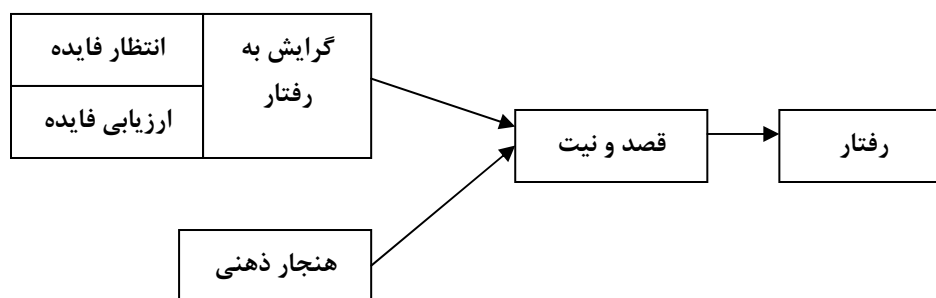 گرایش به
رفتار
انتظار فایده
ارزیابی فایده
قصد و نیت
رفتار
هنجار ذهنی